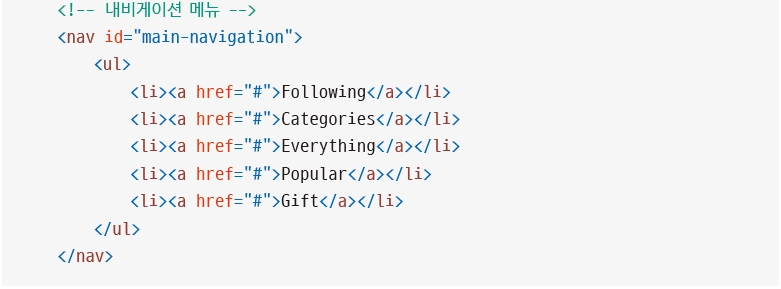 <!-- 내비게이션 메뉴 -->
<nav id="main-navigation">
<ul>
<li><a href="#">Following</a></li>
<li><a href="#">Categories</a></li>
<li><a href="#">Everything</a></li>
<li><a href="#">Popular</a></li>
<li><a href="#">Gift</a></li>
</ul>
</nav>